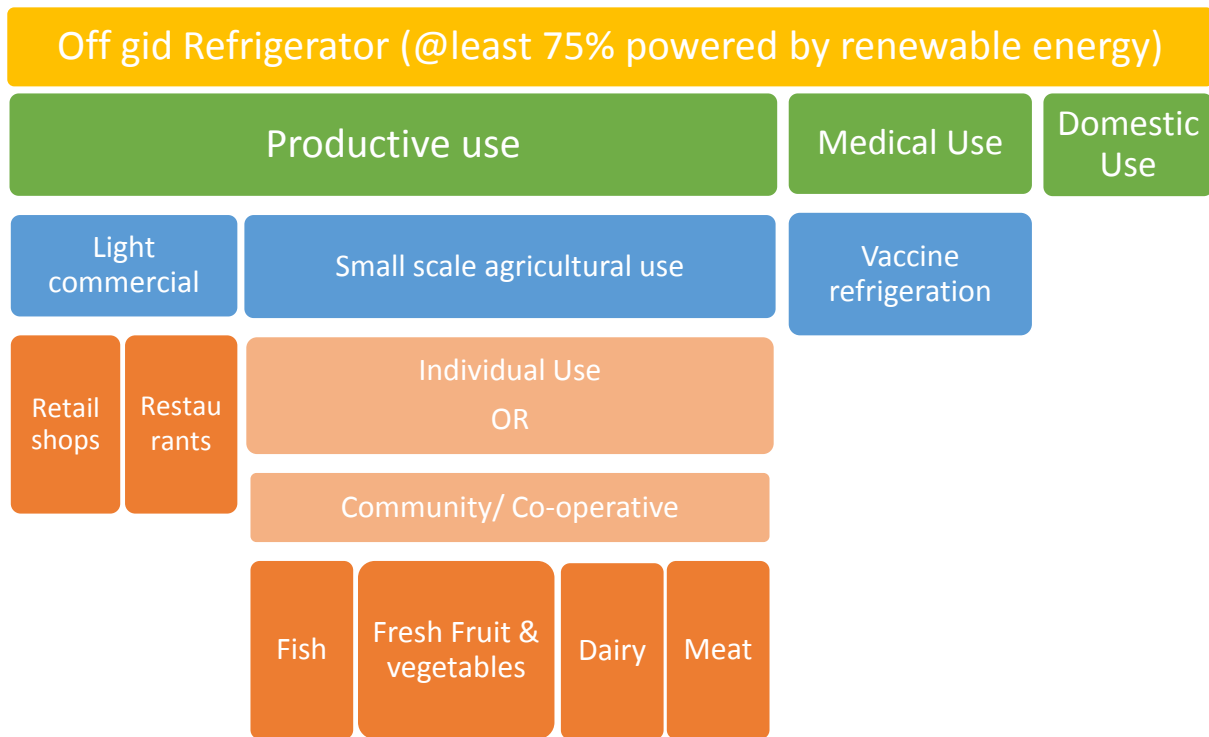 Off gid Refrigerator (@least 75% powered by renewable energy)
Productive use
Medical Use
Domestic
Use
Light
commercial
Small scale agricultural use
Vaccine
refrigeration
Retail
shops
Restau
rants
Individual Use
OR
Community/ Co-operative
Fish
Fresh Fruit &
vegetables
Dairy
Meat